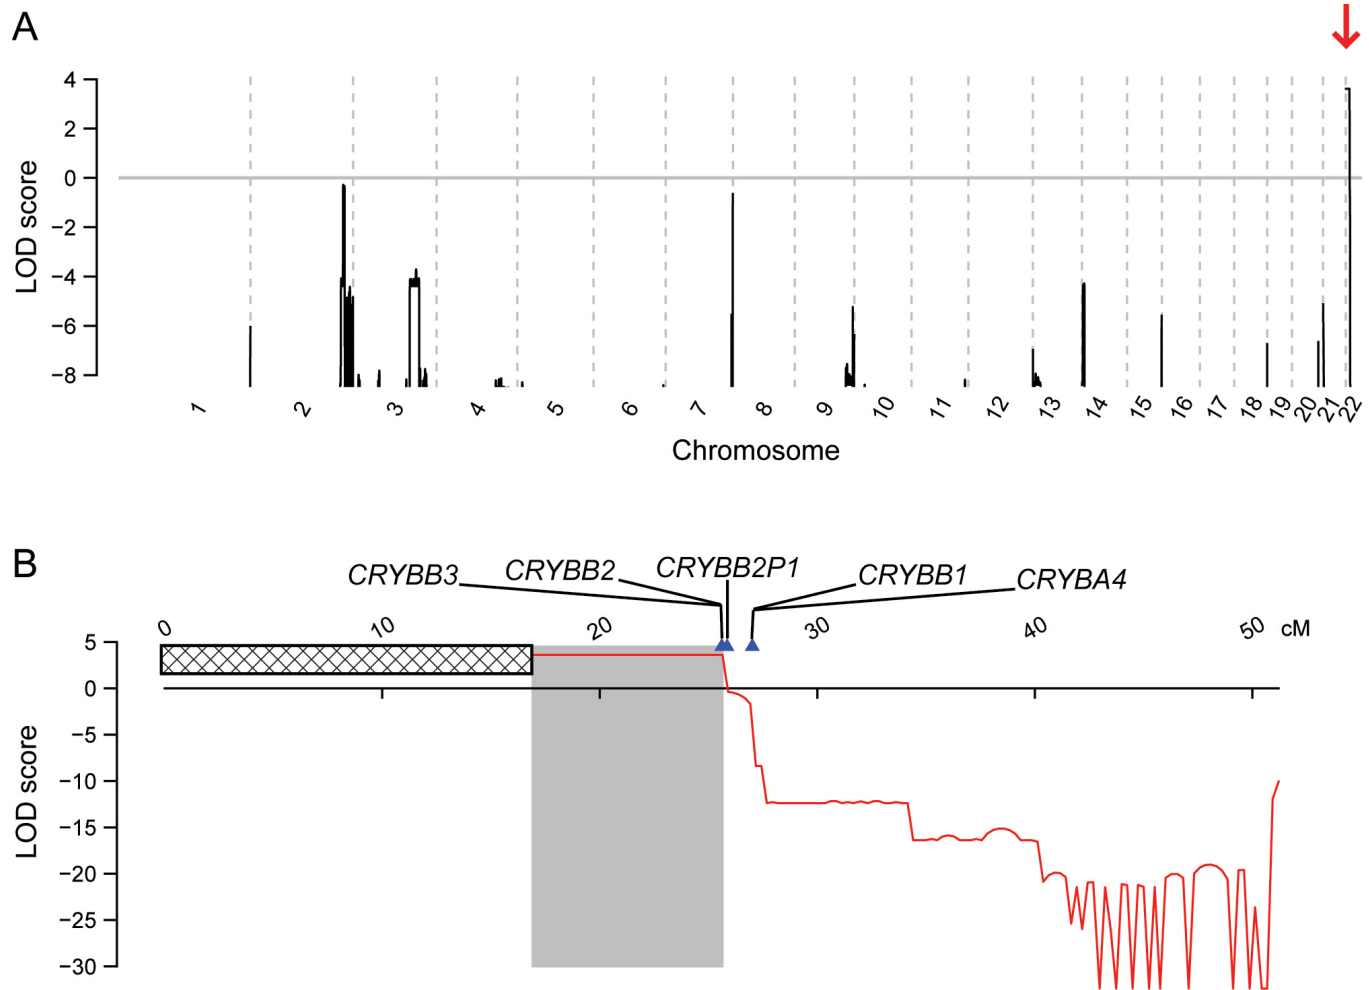 A
4
2
0
−2
−4
−6
−8
LOD score
1 2 3 4 5 6 7 8 9 10 11 12 13 14 15 16 17 18 19 20 21 22
Chromosome
B
CRYBB3 CRYBB2 CRYBB2P1 CRYBB1 CRYBA4
0 10 20 30 40 50 cM
5
0
−5
−10
−15
−20
−25
−30
LOD score